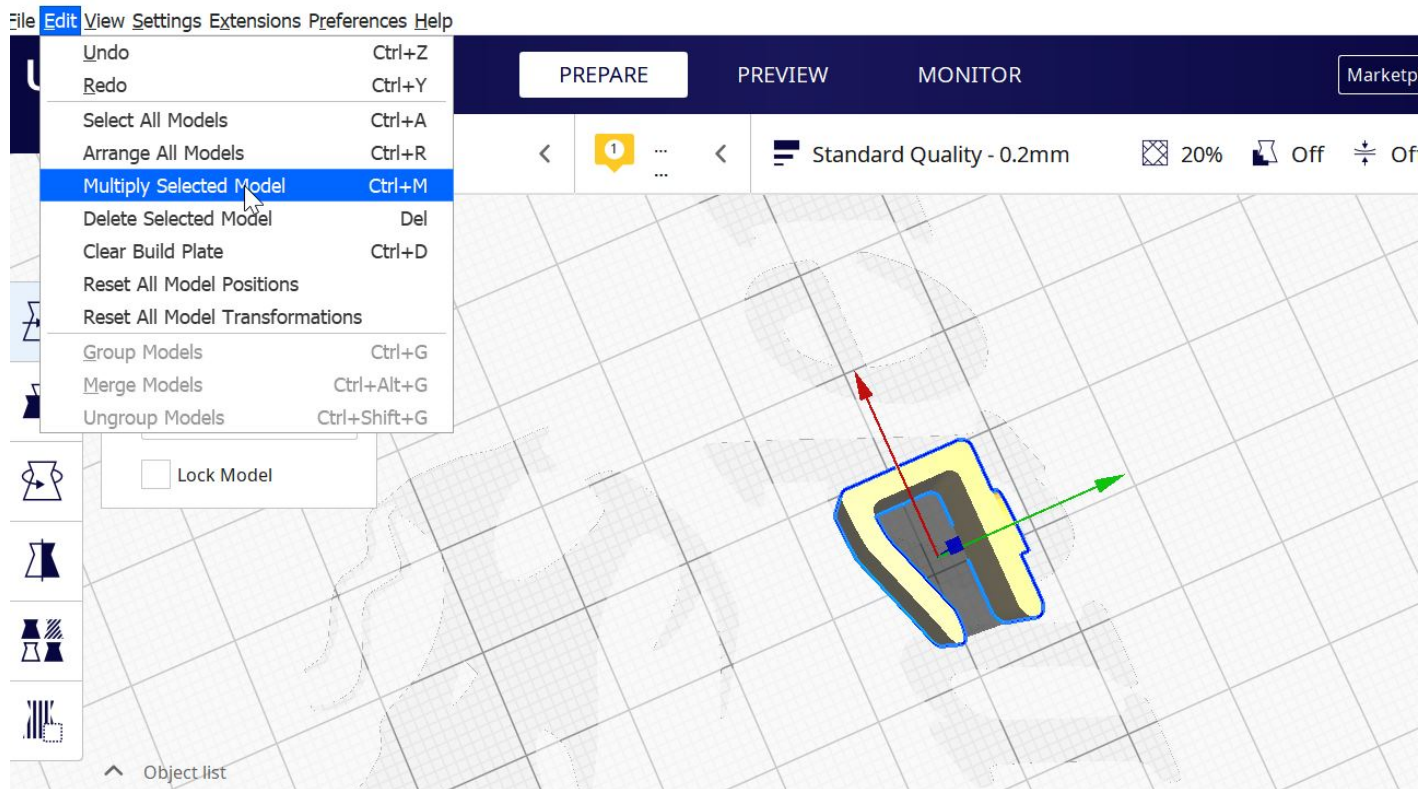 File Edit View Settings Extensions Preferences Help
Undo Ctrl+Z
Redo Ctrl+Y
Select All Models Ctrl+A
Arrange All Models Ctrl+R
Multiply Selected Model Ctrl+M
Delete Selected Model Del
Clear Build Plate Ctrl+D
Reset All Model Positions
Reset All Model Transformations
Group Models Ctrl+G
Merge Models Ctrl+Alt+G
Ungroup Models Ctrl+Shift+G
PREPARE PREVIEW MONITOR
Marketp
1 ... ...
Standard Quality - 0.2mm 20% Off Off
Lock Model
Object list